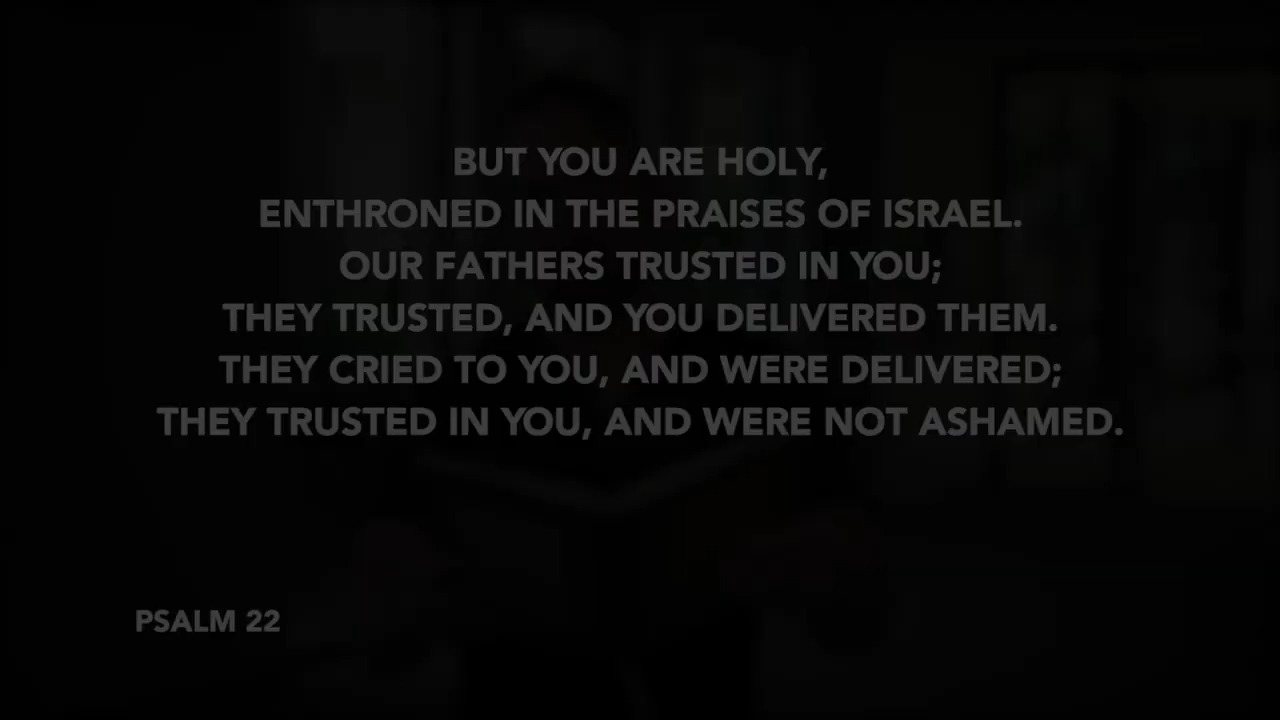 BUT YOU ARE HOLY,
ENTHRONED IN THE PRAISES OF ISRAEL.
OUR FATHERS TRUSTED IN YOU;
THEY TRUSTED, AND YOU DELIVERED THEM.
THEY CRIED TO YOU, AND WERE DELIVERED;
THEY TRUSTED IN YOU, AND WERE NOT ASHAMED.
PSALM 22